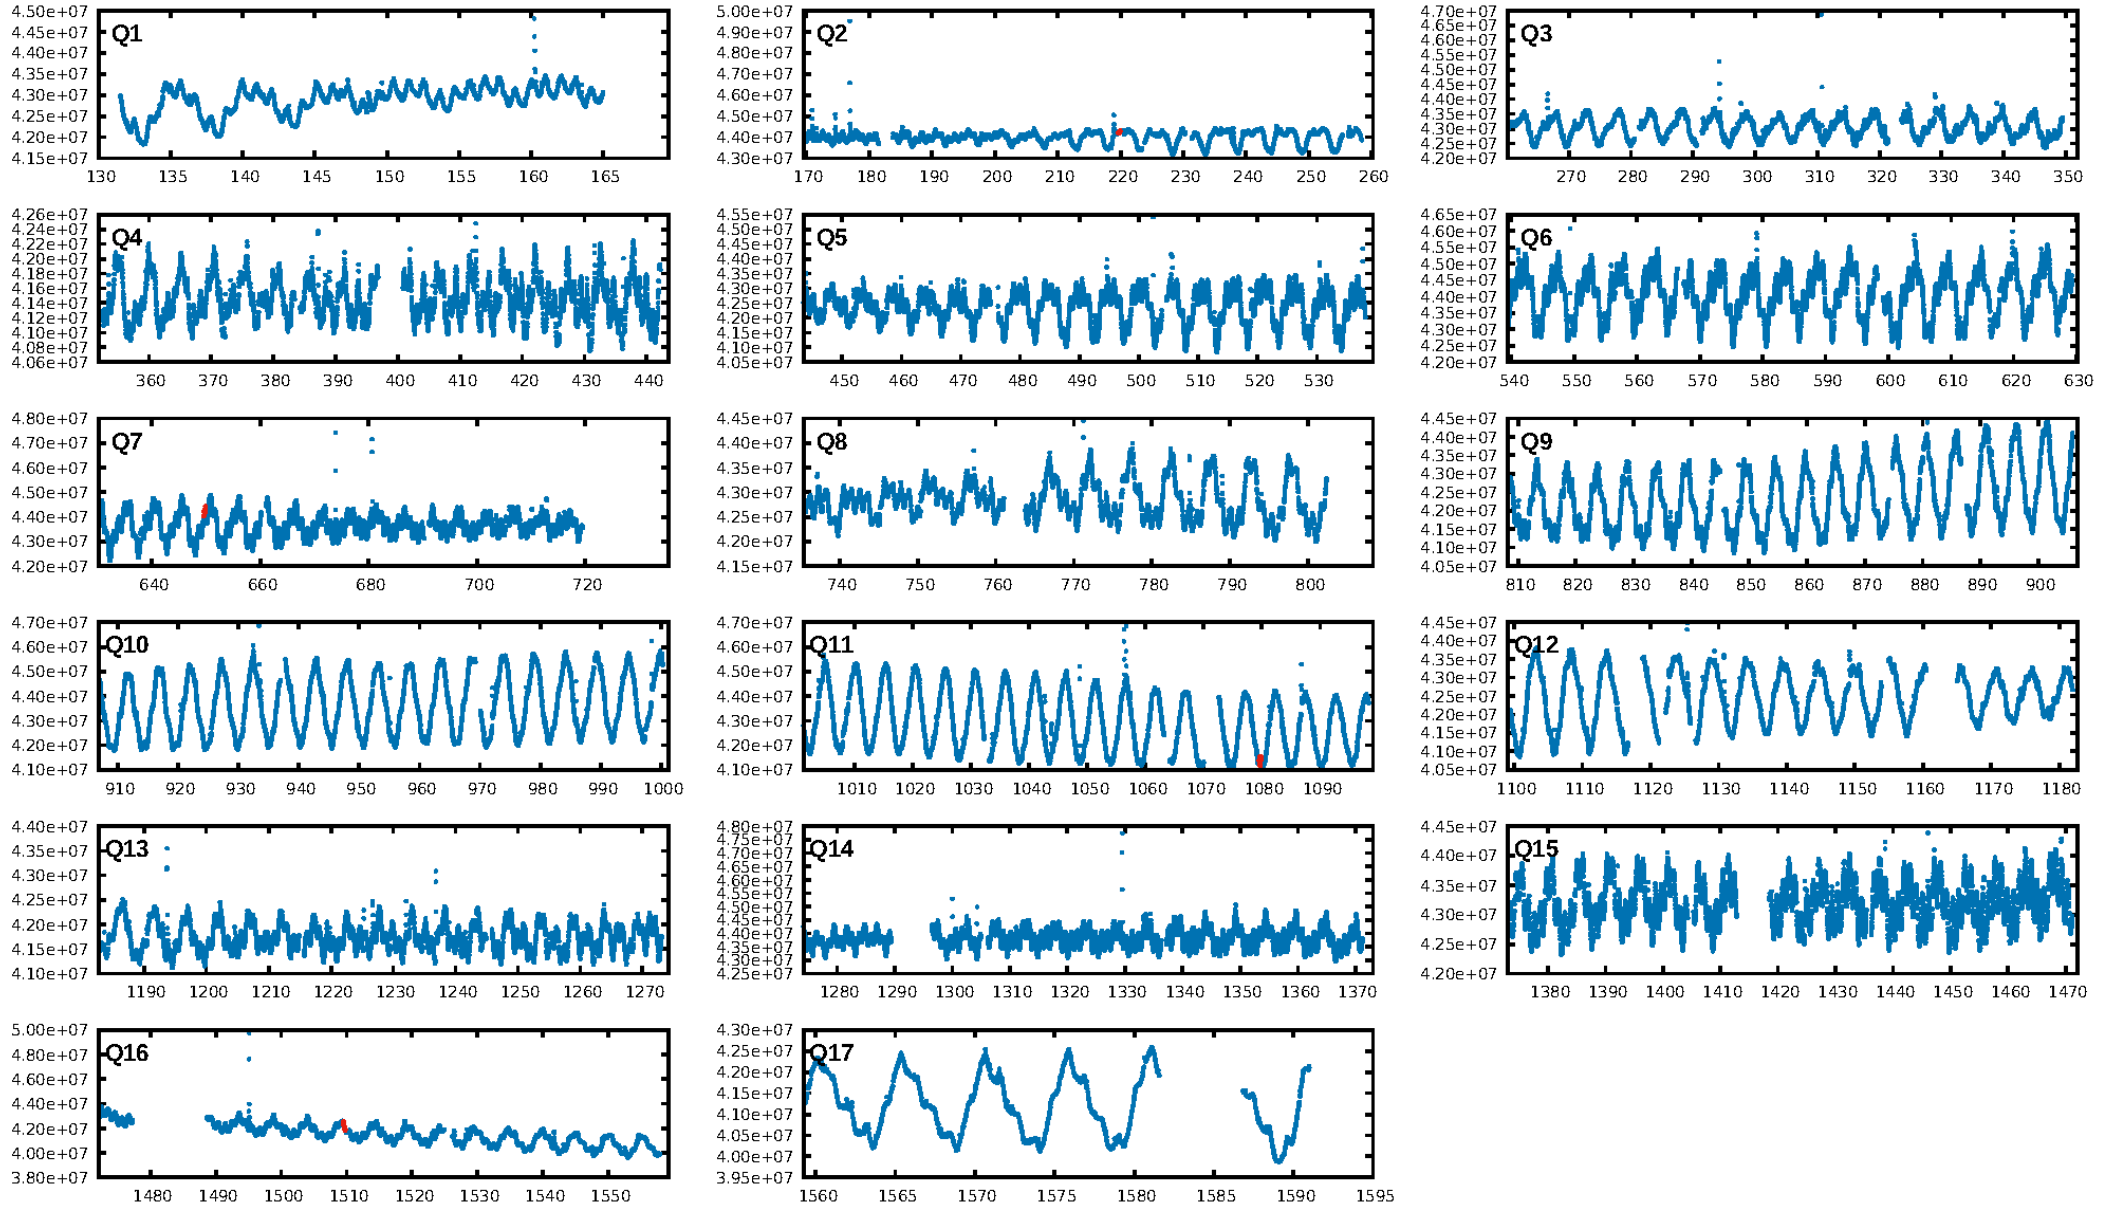 4.50e+07
4.45e+07
4.40e+07
4.35e+07
4.30e+07
4.25e+07
4.20e+07
4.15e+07
Q1
130 135 140 145 150 155 160 165
5.00e+07
4.90e+07
4.80e+07
4.70e+07
4.60e+07
4.50e+07
4.40e+07
4.30e+07
Q2
170 180 190 200 210 220 230 240 250 260
4.70e+07
4.65e+07
4.60e+07
4.55e+07
4.50e+07
4.45e+07
4.40e+07
4.35e+07
4.30e+07
4.25e+07
4.20e+07
Q3
270 280 290 300 310 320 330 340 350
4.26e+07
4.24e+07
4.22e+07
4.20e+07
4.18e+07
4.16e+07
4.14e+07
4.12e+07
4.10e+07
4.08e+07
4.06e+07
Q4
360 370 380 390 400 410 420 430 440
4.55e+07
4.50e+07
4.45e+07
4.40e+07
4.35e+07
4.30e+07
4.25e+07
4.20e+07
4.15e+07
4.10e+07
4.05e+07
Q5
450 460 470 480 490 500 510 520 530
4.65e+07
4.60e+07
4.55e+07
4.50e+07
4.45e+07
4.40e+07
4.35e+07
4.30e+07
4.25e+07
4.20e+07
Q6
540 550 560 570 580 590 600 610 620 630
4.80e+07
4.70e+07
4.60e+07
4.50e+07
4.40e+07
4.30e+07
4.20e+07
Q7
640 660 680 700 720
4.45e+07
4.40e+07
4.35e+07
4.30e+07
4.25e+07
4.20e+07
4.15e+07
Q8
740 750 760 770 780 790 800
4.45e+07
4.40e+07
4.35e+07
4.30e+07
4.25e+07
4.20e+07
4.15e+07
4.10e+07
4.05e+07
Q9
810 820 830 840 850 860 870 880 890 900
4.70e+07
4.60e+07
4.50e+07
4.40e+07
4.30e+07
4.20e+07
4.10e+07
Q10
910 920 930 940 950 960 970 980 990 1000
4.70e+07
4.60e+07
4.50e+07
4.40e+07
4.30e+07
4.20e+07
4.10e+07
Q11
1010 1020 1030 1040 1050 1060 1070 1080 1090
4.45e+07
4.40e+07
4.35e+07
4.30e+07
4.25e+07
4.20e+07
4.15e+07
4.10e+07
4.05e+07
Q12
1100 1110 1120 1130 1140 1150 1160 1170 1180
4.40e+07
4.35e+07
4.30e+07
4.25e+07
4.20e+07
4.15e+07
4.10e+07
Q13
1190 1200 1210 1220 1230 1240 1250 1260 1270
4.80e+07
4.75e+07
4.70e+07
4.65e+07
4.60e+07
4.55e+07
4.50e+07
4.45e+07
4.40e+07
4.35e+07
4.30e+07
4.25e+07
Q14
1280 1290 1300 1310 1320 1330 1340 1350 1360 1370
4.45e+07
4.40e+07
4.35e+07
4.30e+07
4.25e+07
4.20e+07
Q15
1380 1390 1400 1410 1420 1430 1440 1450 1460 1470
5.00e+07
4.80e+07
4.60e+07
4.40e+07
4.20e+07
4.00e+07
3.80e+07
Q16
1480 1490 1500 1510 1520 1530 1540 1550
4.30e+07
4.25e+07
4.20e+07
4.15e+07
4.10e+07
4.05e+07
4.00e+07
3.95e+07
Q17
1560 1565 1570 1575 1580 1585 1590 1595